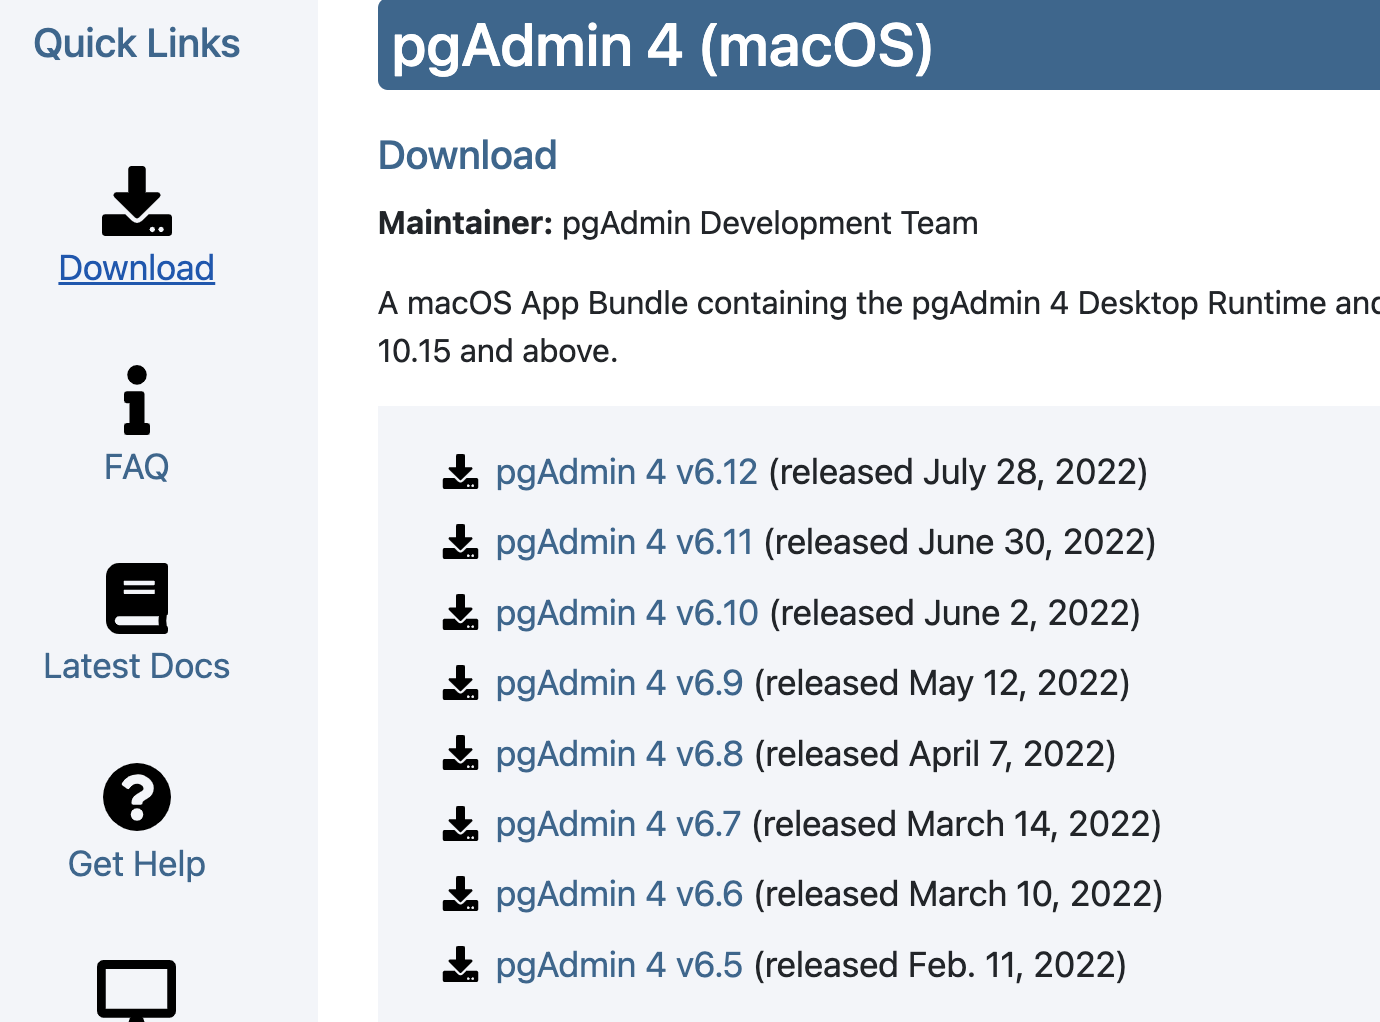 Quick Links
Download
FAQ
Latest Docs
Get Help
pgAdmin 4 (macOS)
Download
Maintainer: pgAdmin Development Team
A macOS App Bundle containing the pgAdmin 4 Desktop Runtime and
10.15 and above.
pgAdmin 4 v6.12 (released July 28, 2022)
pgAdmin 4 v6.11 (released June 30, 2022)
pgAdmin 4 v6.10 (released June 2, 2022)
pgAdmin 4 v6.9 (released May 12, 2022)
pgAdmin 4 v6.8 (released April 7, 2022)
pgAdmin 4 v6.7 (released March 14, 2022)
pgAdmin 4 v6.6 (released March 10, 2022)
pgAdmin 4 v6.5 (released Feb. 11, 2022)